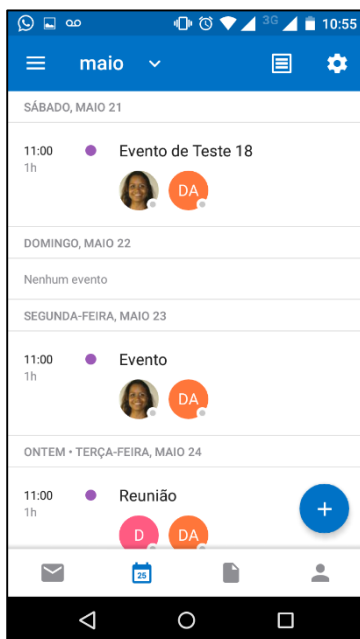 3G 10:55
maio
SÁBADO, MAIO 21
11:00 Evento de Teste 18
1h
DA
DOMINGO, MAIO 22
Nenhum evento
SEGUNDA-FEIRA, MAIO 23
11:00 Evento
1h
DA
ONTEM • TERÇA-FEIRA, MAIO 24
11:00 Reunião
1h
D DA
+
25